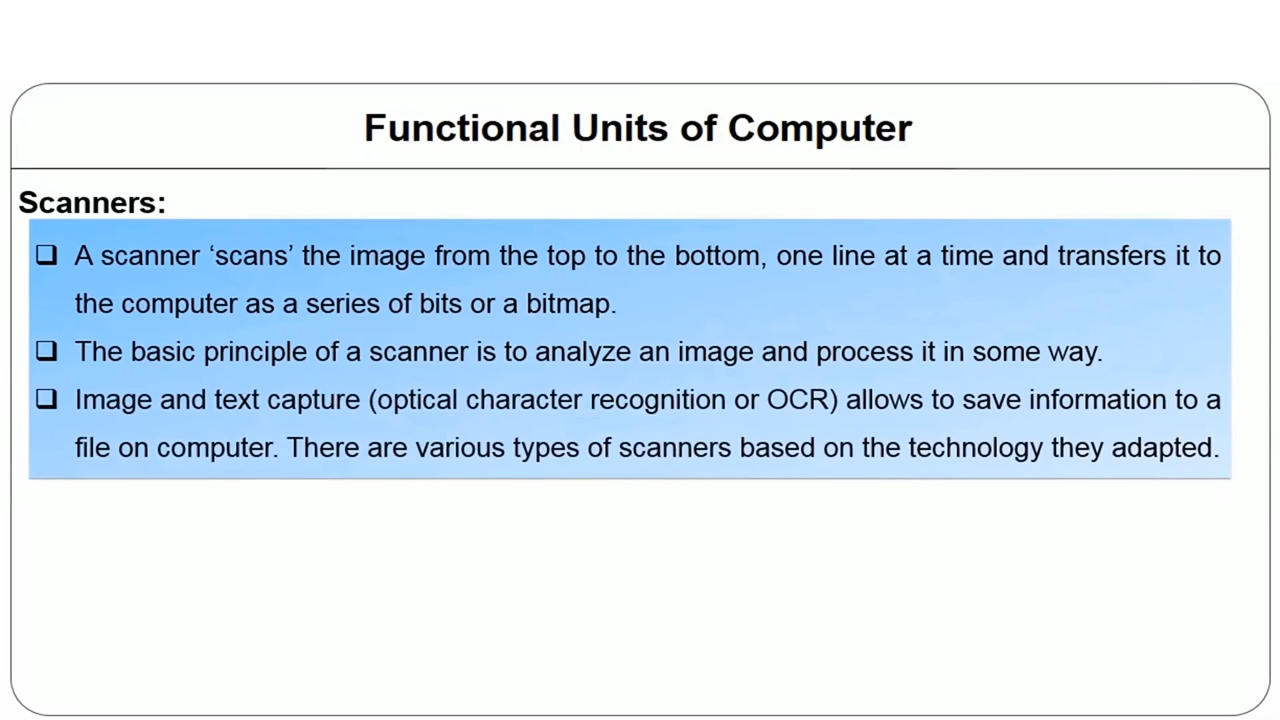 Functional Units of Computer
Scanners:
❑ A scanner ‘scans’ the image from the top to the bottom, one line at a time and transfers it to
the computer as a series of bits or a bitmap.
❑ The basic principle of a scanner is to analyze an image and process it in some way.
❑ Image and text capture (optical character recognition or OCR) allows to save information to a
file on computer. There are various types of scanners based on the technology they adapted.